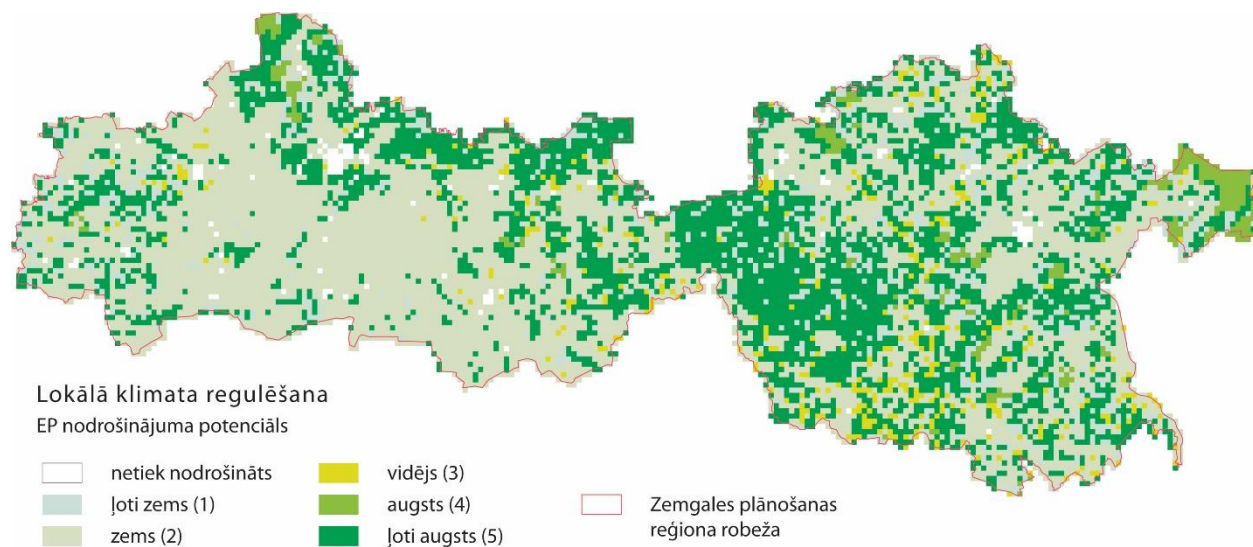 Lokālā klimata regulēšana
EP nodrošinājuma potenciāls
netiek nodrošināts
ļoti zems (1)
zems (2)
vidējs (3)
augsts (4)
ļoti augsts (5)
Zemgales plānošanas
reģiona robeža